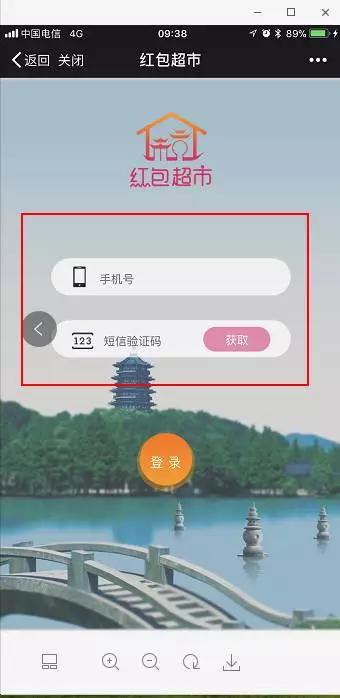 中国电信 4G 09:38 89%
返回 关闭 红包超市
红包超市
手机号
123 短信验证码 获取
登录